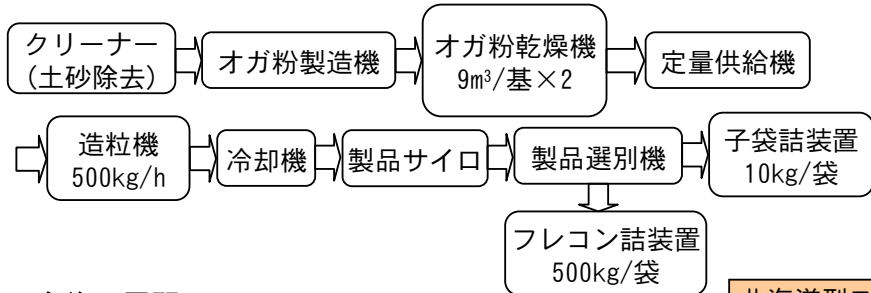 クリーナー
(土砂除去)
オガ粉製造機
オガ粉乾燥機
9m³/基×2
定量供給機
造粒機
500kg/h
冷却機
製品サイロ
製品選別機
子袋詰装置
10kg/袋
フレコン詰装置
500kg/袋